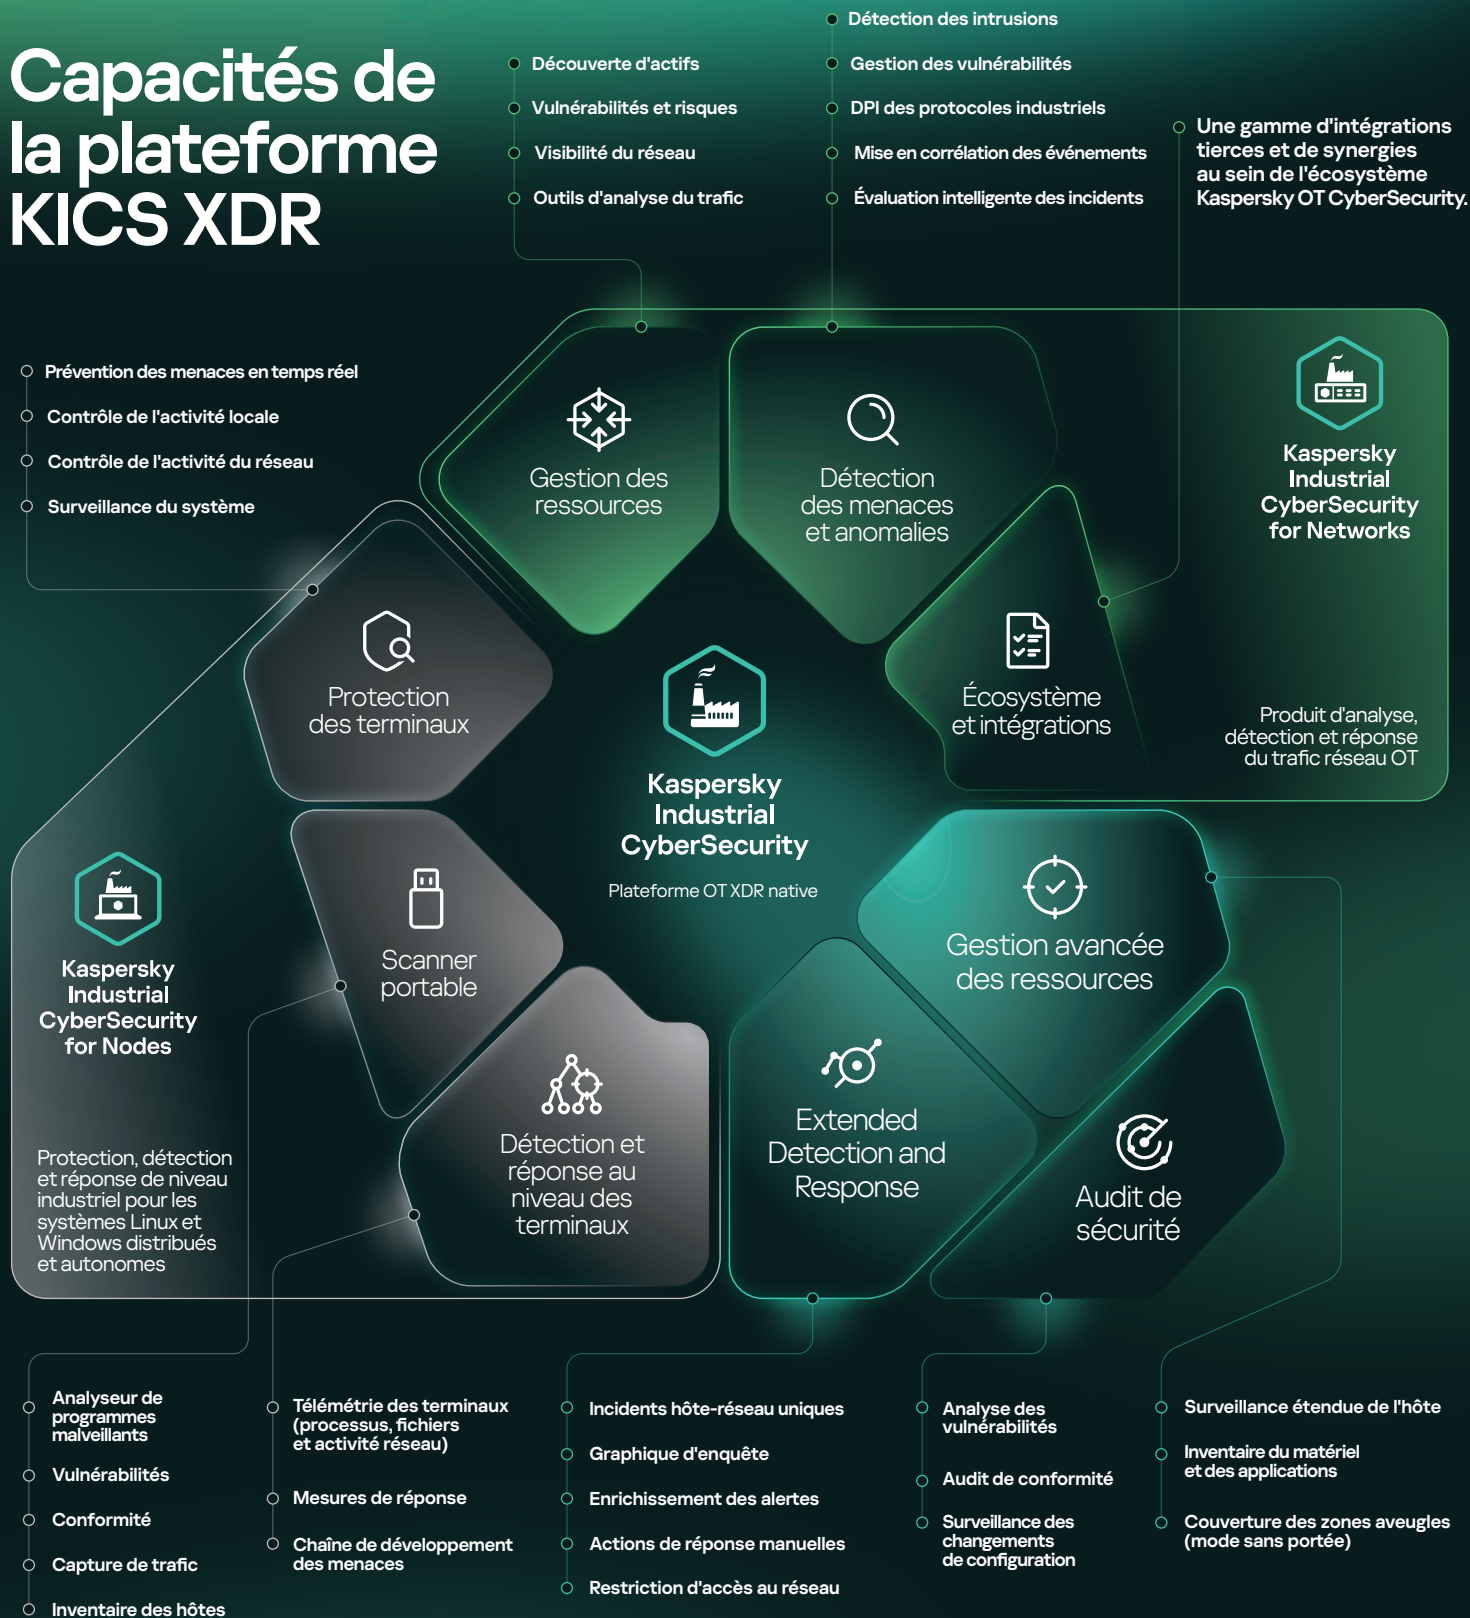 Capacités de
la plateforme
KICS XDR
Découverte d'actifs
Vulnérabilités et risques
Visibilité du réseau
Outils d'analyse du trafic
Détection des intrusions
Gestion des vulnérabilités
DPI des protocoles industriels
Mise en corrélation des événements
Évaluation intelligente des incidents
Une gamme d'intégrations
tierces et de synergies
au sein de l'écosystème
Kaspersky OT CyberSecurity.
Prévention des menaces en temps réel
Contrôle de l'activité locale
Contrôle de l'activité du réseau
Surveillance du système
Gestion des
ressources
Détection
des menaces
et anomalies
Kaspersky
Industrial
CyberSecurity
for Networks
Protection
des terminaux
Écosystème
et intégrations
Produit d'analyse,
détection et réponse
du trafic réseau OT
Kaspersky
Industrial
CyberSecurity
Plateforme OT XDR native
Kaspersky
Industrial
CyberSecurity
for Nodes
Scanner
portable
Gestion avancée
des ressources
Protection, détection
et réponse de niveau
industriel pour les
systèmes Linux et
Windows distribués
et autonomes
Détection et
réponse au
niveau des
terminaux
Extended
Detection and
Response
Audit de
sécurité
Analyseur de
programmes
malveillants
Vulnérabilités
Conformité
Capture de trafic
Inventaire des hôtes
Télémétrie des terminaux
(processus, fichiers
et activité réseau)
Mesures de réponse
Chaîne de développement
des menaces
Incidents hôte-réseau uniques
Graphique d'enquête
Enrichissement des alertes
Actions de réponse manuelles
Restriction d'accès au réseau
Analyse des
vulnérabilités
Audit de conformité
Surveillance des
changements
de configuration
Surveillance étendue de l'hôte
Inventaire du matériel
et des applications
Couverture des zones aveugles
(mode sans portée)